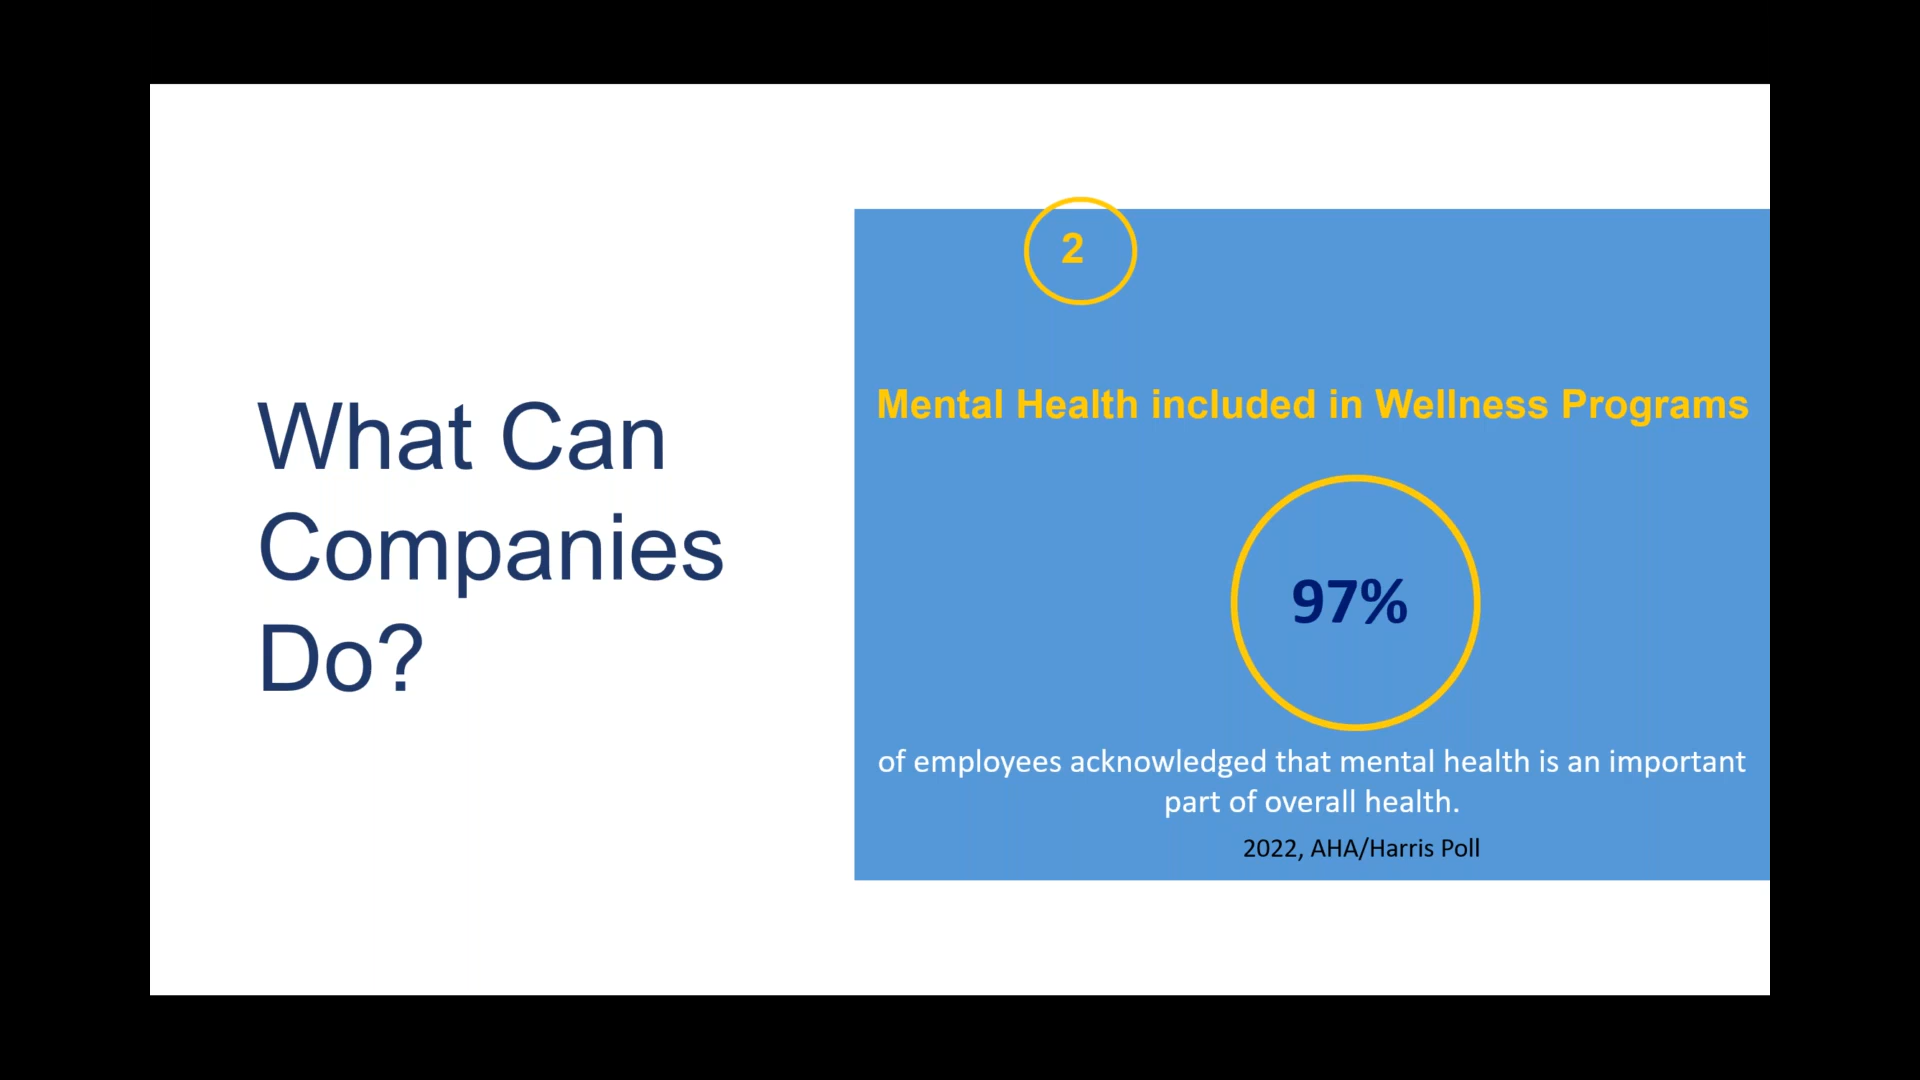 What Can
Companies
Do?
2
Mental Health included in Wellness Programs
97%
of employees acknowledged that mental health is an important
part of overall health.
2022, AHA/Harris Poll